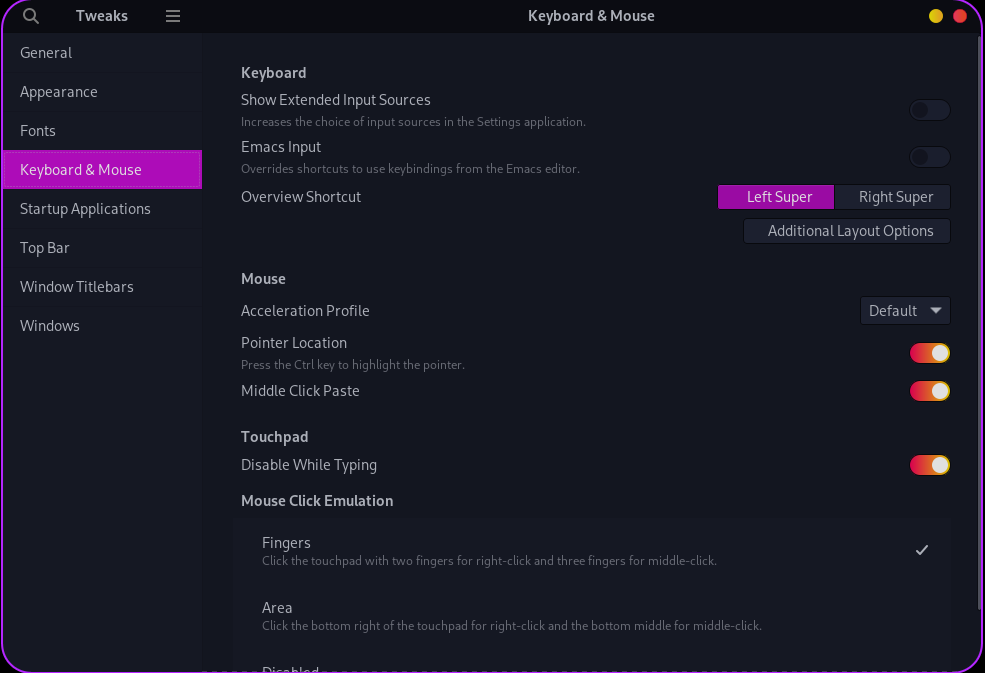 Tweaks
Keyboard & Mouse
General
Appearance
Fonts
Keyboard & Mouse
Startup Applications
Top Bar
Window Titlebars
Windows
Keyboard
Show Extended Input Sources
Increases the choice of input sources in the Settings application.
Emacs Input
Overrides shortcuts to use keybindings from the Emacs editor.
Overview Shortcut
Left Super
Right Super
Additional Layout Options
Mouse
Acceleration Profile
Default
Pointer Location
Press the Ctrl key to highlight the pointer.
Middle Click Paste
Touchpad
Disable While Typing
Mouse Click Emulation
Fingers
Click the touchpad with two fingers for right-click and three fingers for middle-click.
Area
Click the bottom right of the touchpad for right-click and the bottom middle for middle-click.
Disabled